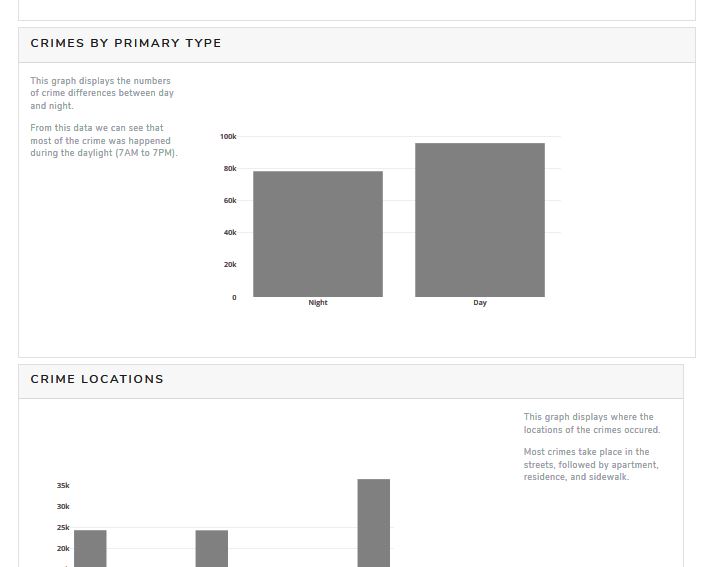 CRIMES BY PRIMARY TYPE
This graph displays the numbers
of crime differences between day
and night.
From this data we can see that
most of the crime was happened
during the daylight (7AM to 7PM).
100k
80k
60k
40k
20k
0
Night
Day
CRIME LOCATIONS
This graph displays where the
locations of the crimes occured.
Most crimes take place in the
streets, followed by apartment,
residence, and sidewalk.
35k
30k
25k
20k